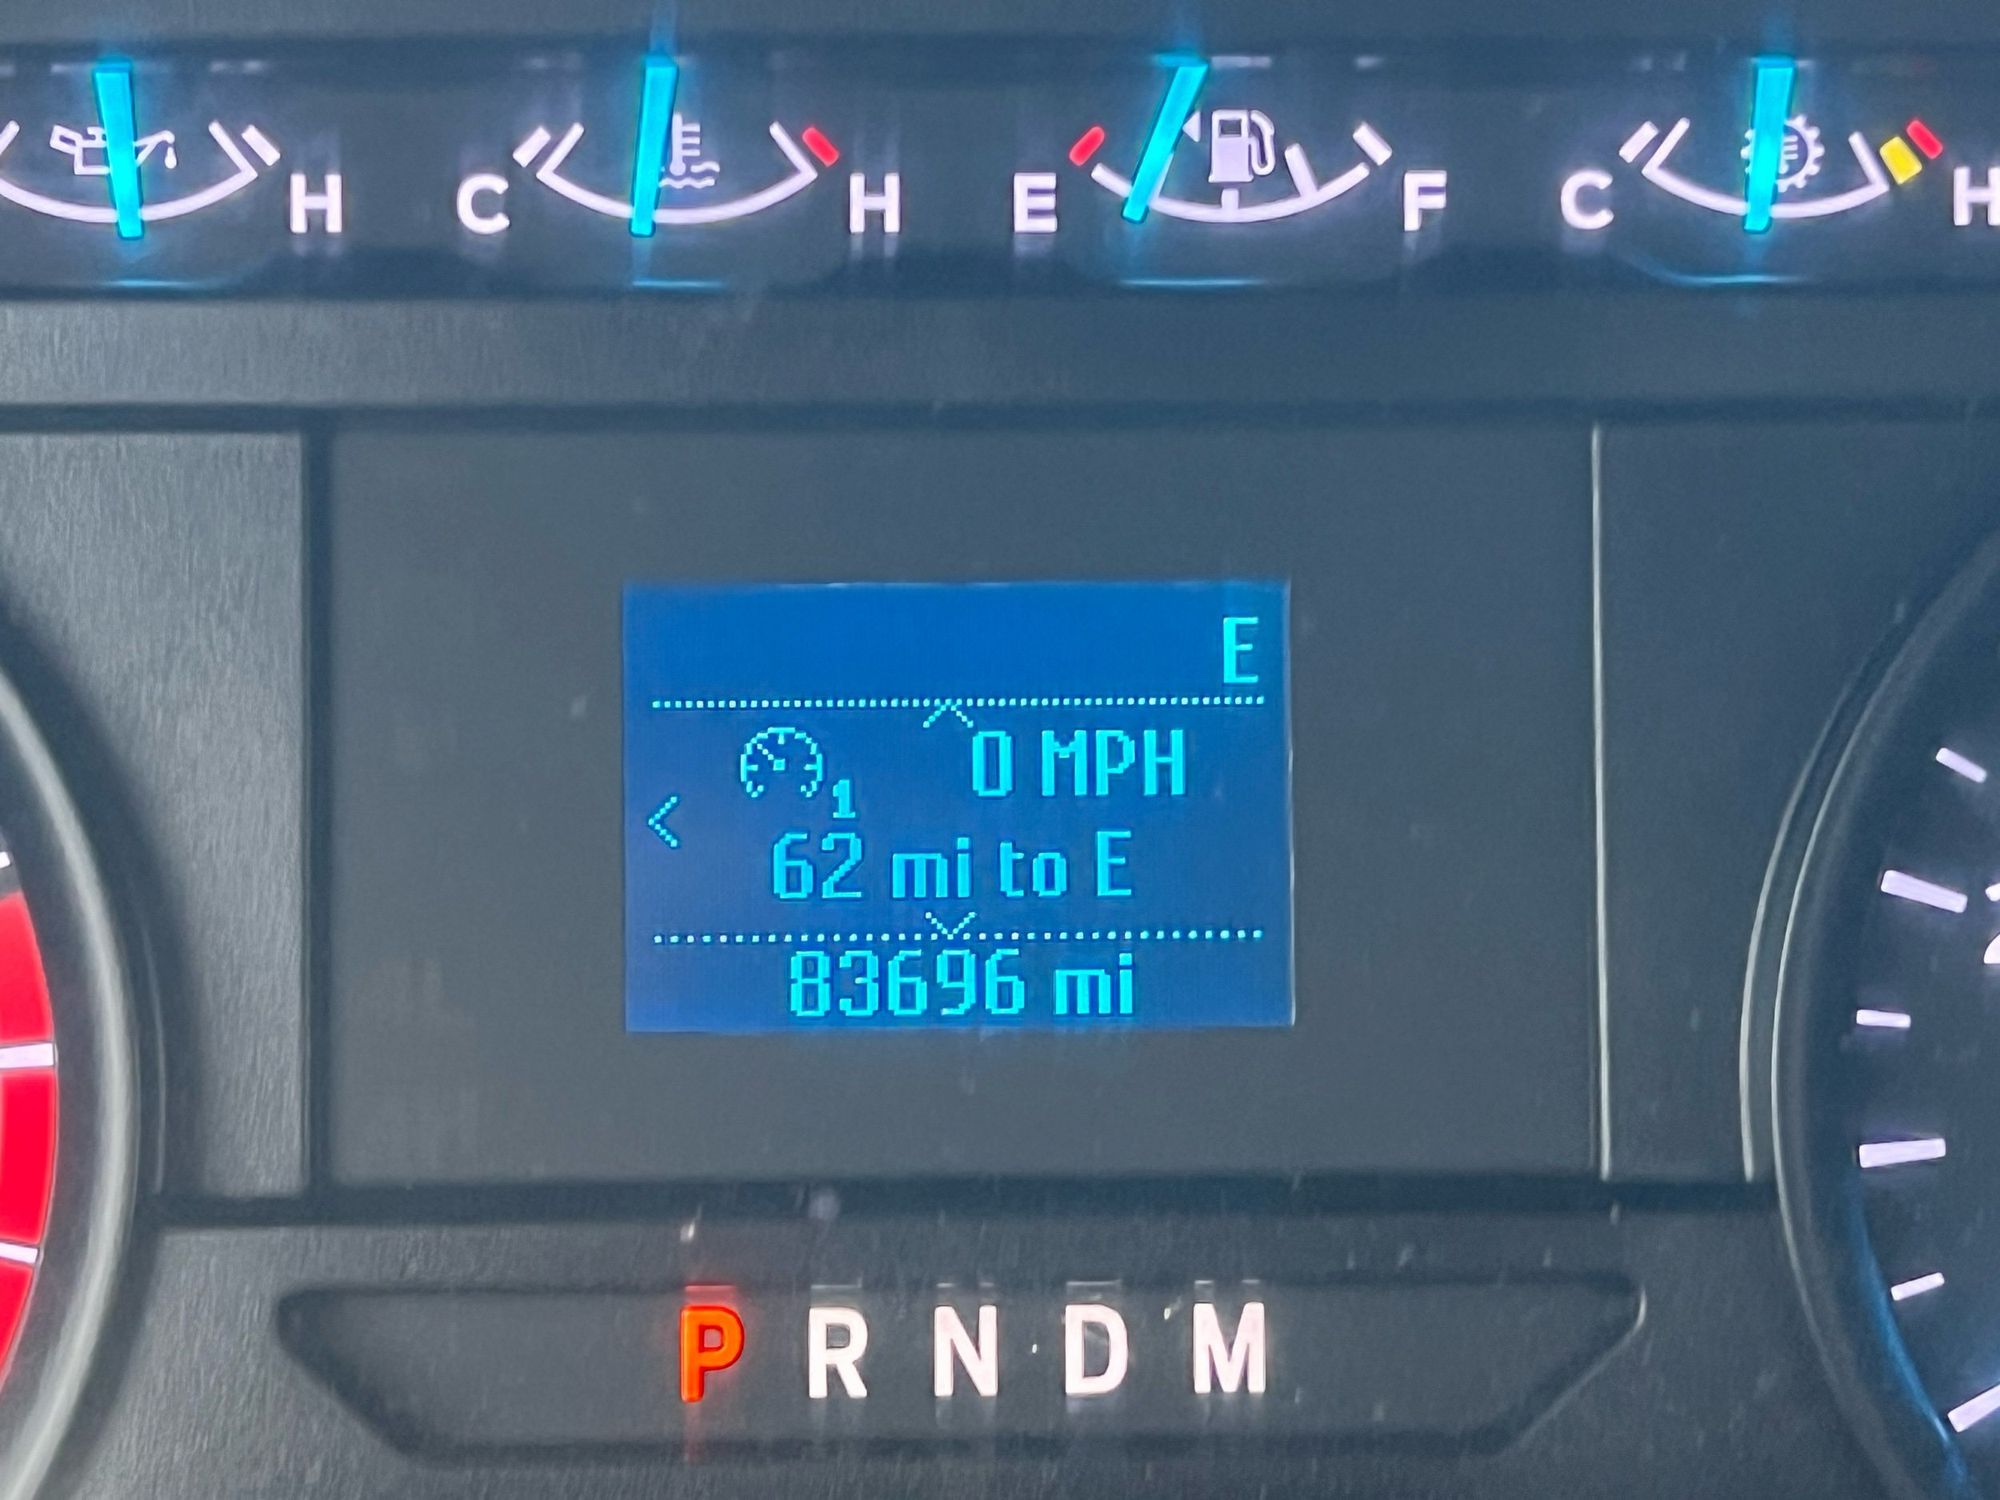 H C H E F C H
E
0 MPH
1
62 mi to E
83696 mi
P R N D M